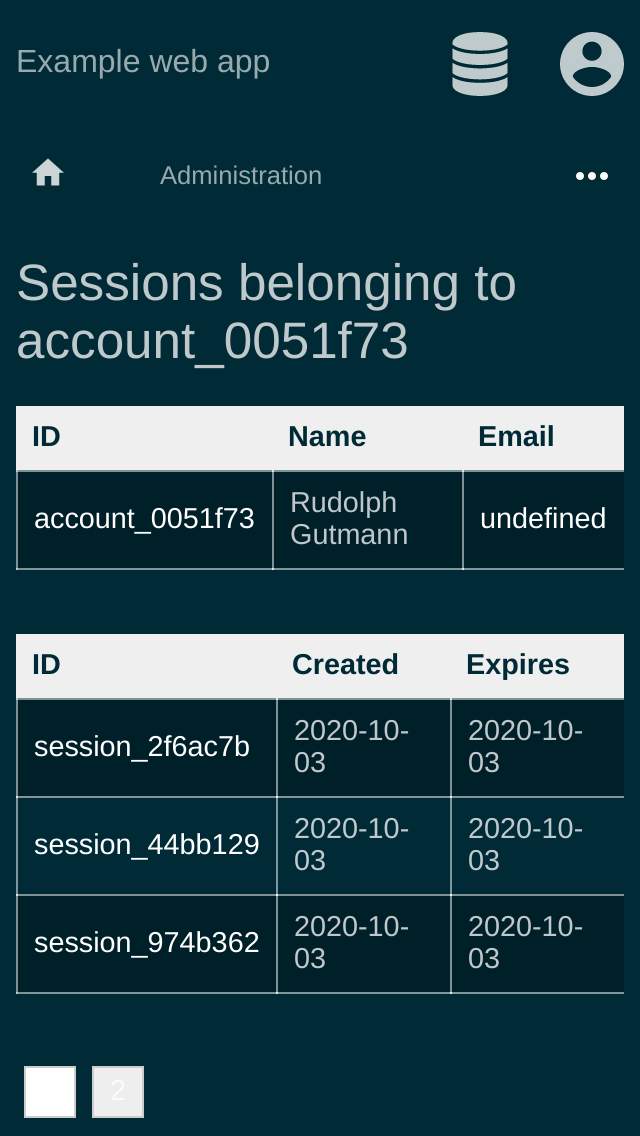 Example web app
Administration
Sessions belonging to
account_0051f73
ID Name Email
account_0051f73 Rudolph Gutmann undefined
ID Created Expires
session_2f6ac7b 2020-10-03 2020-10-03
session_44bb129 2020-10-03 2020-10-03
session_974b362 2020-10-03 2020-10-03
2